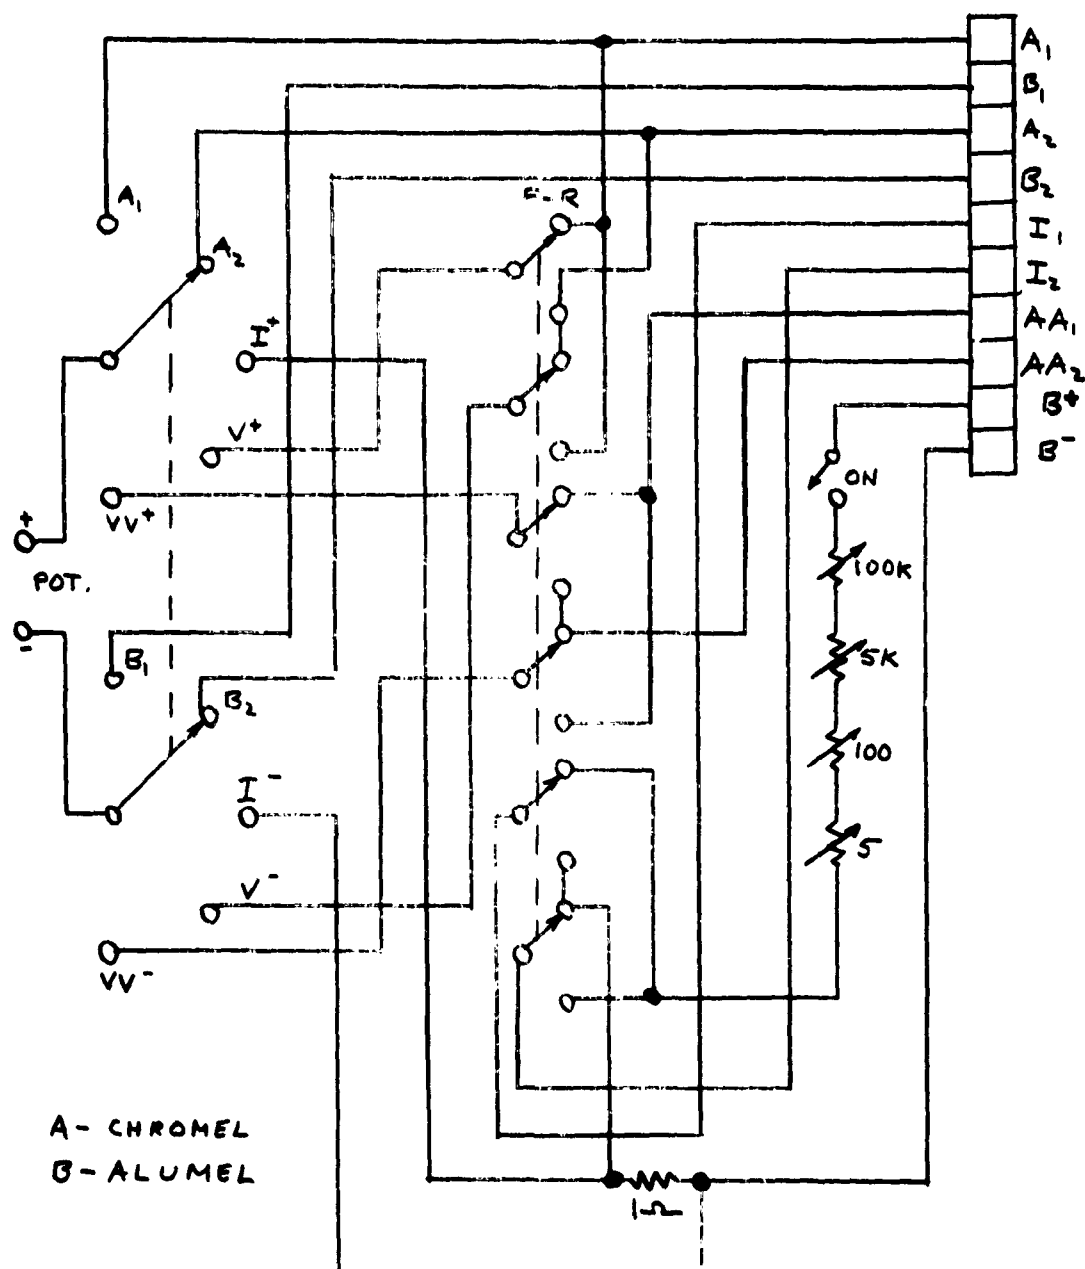 A₁
B₁
A₂
B₂
I₁
I₂
AA₁
AA₂
B⁺
B⁻
A₁
A₂
I⁺
V⁺
VV⁺
+
POT.
-
B₁
B₂
I⁻
V⁻
VV⁻
F-R
ON
100K
5K
100
5
1Ω
A - CHROMEL
B - ALUMEL